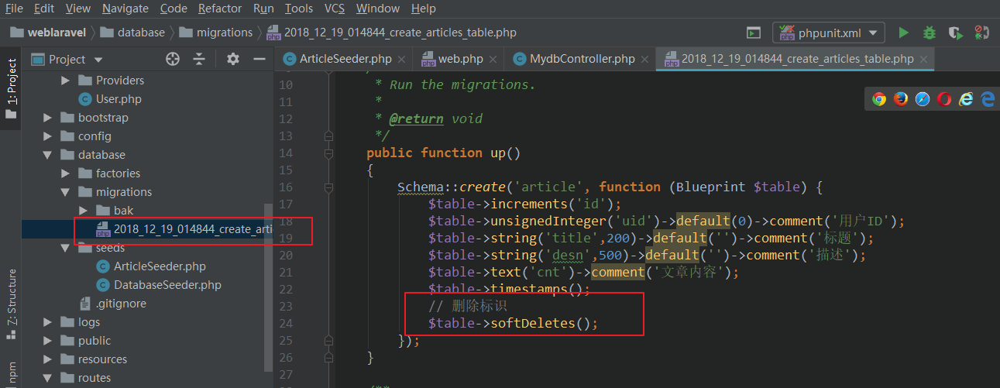 File Edit View Navigate Code Refactor Run Tools VCS Window Help
weblaravel database migrations 2018_12_19_014844_create_articles_table.php phpunit.xml
Project ArticleSeeder.php web.php MydbController.php 2018_12_19_014844_create_articles_table.php
1: Project
Z: Structure
npm
Providers
User.php
bootstrap
config
database
factories
migrations
bak
2018_12_19_014844_create_arti
seeds
ArticleSeeder.php
DatabaseSeeder.php
.gitignore
logs
public
resources
routes
10 * Run the migrations.
11 *
12 * @return void
13 */
14 public function up()
15 {
16 Schema::create('article', function (Blueprint $table) {
17 $table->increments('id');
18 $table->unsignedInteger('uid')->default(0)->comment('用户ID');
19 $table->string('title',200)->default('')->comment('标题');
20 $table->string('desn',500)->default('')->comment('描述');
21 $table->text('cnt')->comment('文章内容');
22 $table->timestamps();
23 // 删除标识
24 $table->softDeletes();
25 });
26 }
27
/**